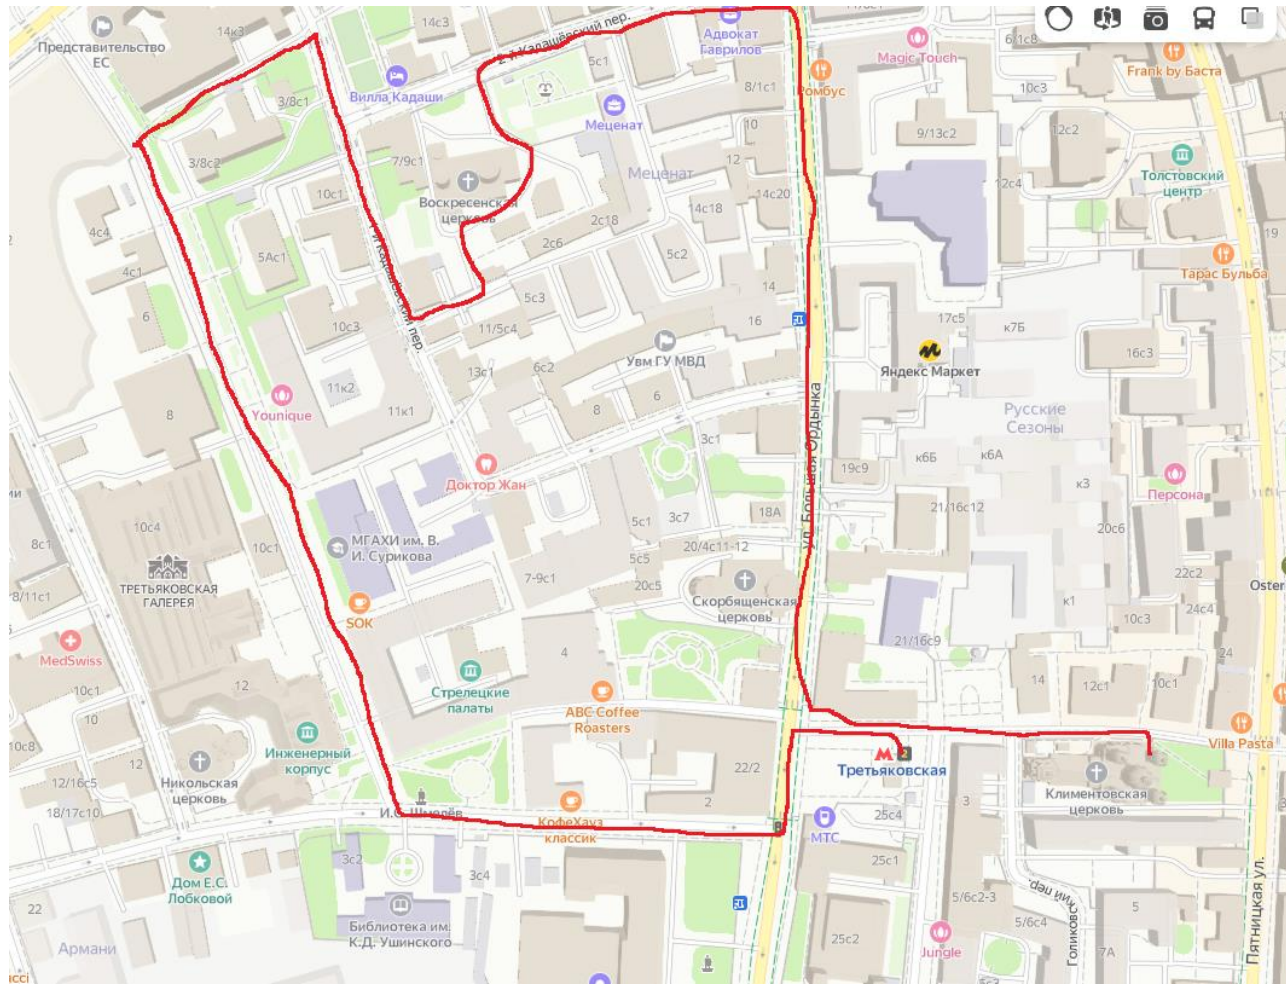 14с3
6/1с8
Представительство
ЕС
14к3
2-й Кадашёвский пер.
5с1
Адвокат
Гаврилов
Magic Touch
Frank by Баста
10с3
Вилла Кадаши
3/8с1
8/1с1
Ромбус
Меценат
10
9/13с2
12с2
3/8с2
7/9с1
12
Меценат
Толстовский
центр
10с1
Воскресенская
церковь
14с20
12с4
4с4
2с18
14с18
19
5Ас1
2с6
5с2
4с1
1-й Кадашёвский пер.
14
Тарас Бульба
6
5с3
17с5
к7Б
10с3
11/5с4
16
16с3
Увм ГУ МВД
Яндекс Маркет
13с1
6с2
11к2
6
Younique
11к1
8
8
ул. Большая Ордынка
Русские
Сезоны
3с1
к6Б
к6А
19с9
Доктор Жан
к3
Персона
21/16с12
18А
5с1
3с7
10с4
МГАХИ им. В.
И. Сурикова
20с6
8с1
10с1
20/4с11-12
5с5
7-9с1
20с5
ТРЕТЬЯКОВСКАЯ
ГАЛЕРЕЯ
22с2
Скорбященская
церковь
к1
8/11с1
24с4
SOK
10с3
21/16с9
MedSwiss
4
24
14
12с1
10с1
12
10с1
Стрелецкие
палаты
ABC Coffee
Roasters
10
Villa Pasta
10с8
Инженерный
корпус
22/2
Третьяковская
12/16с5
Никольская
церковь
Климентовская
церковь
2
3
18/17с10
И.С. Шмелёв
КофеХауз
классик
25с4
МТС
3с2
3с4
25с1
Дом Е.С.
Лобковой
5/6с2-3
5
22
5/6с4
Библиотека им.
К.Д. Ушинского
25с2
Jungle
Армани
7А
Голиковский пер.
Пятницкая ул.